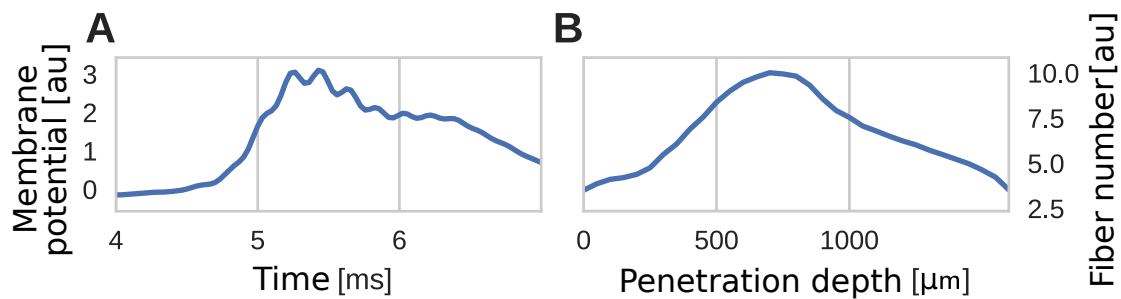 A
Membrane
potential [au]
3
2
1
0
4 5 6
Time [ms]
B
10.0
7.5
5.0
2.5
Fiber number [au]
0 500 1000
Penetration depth [μm]